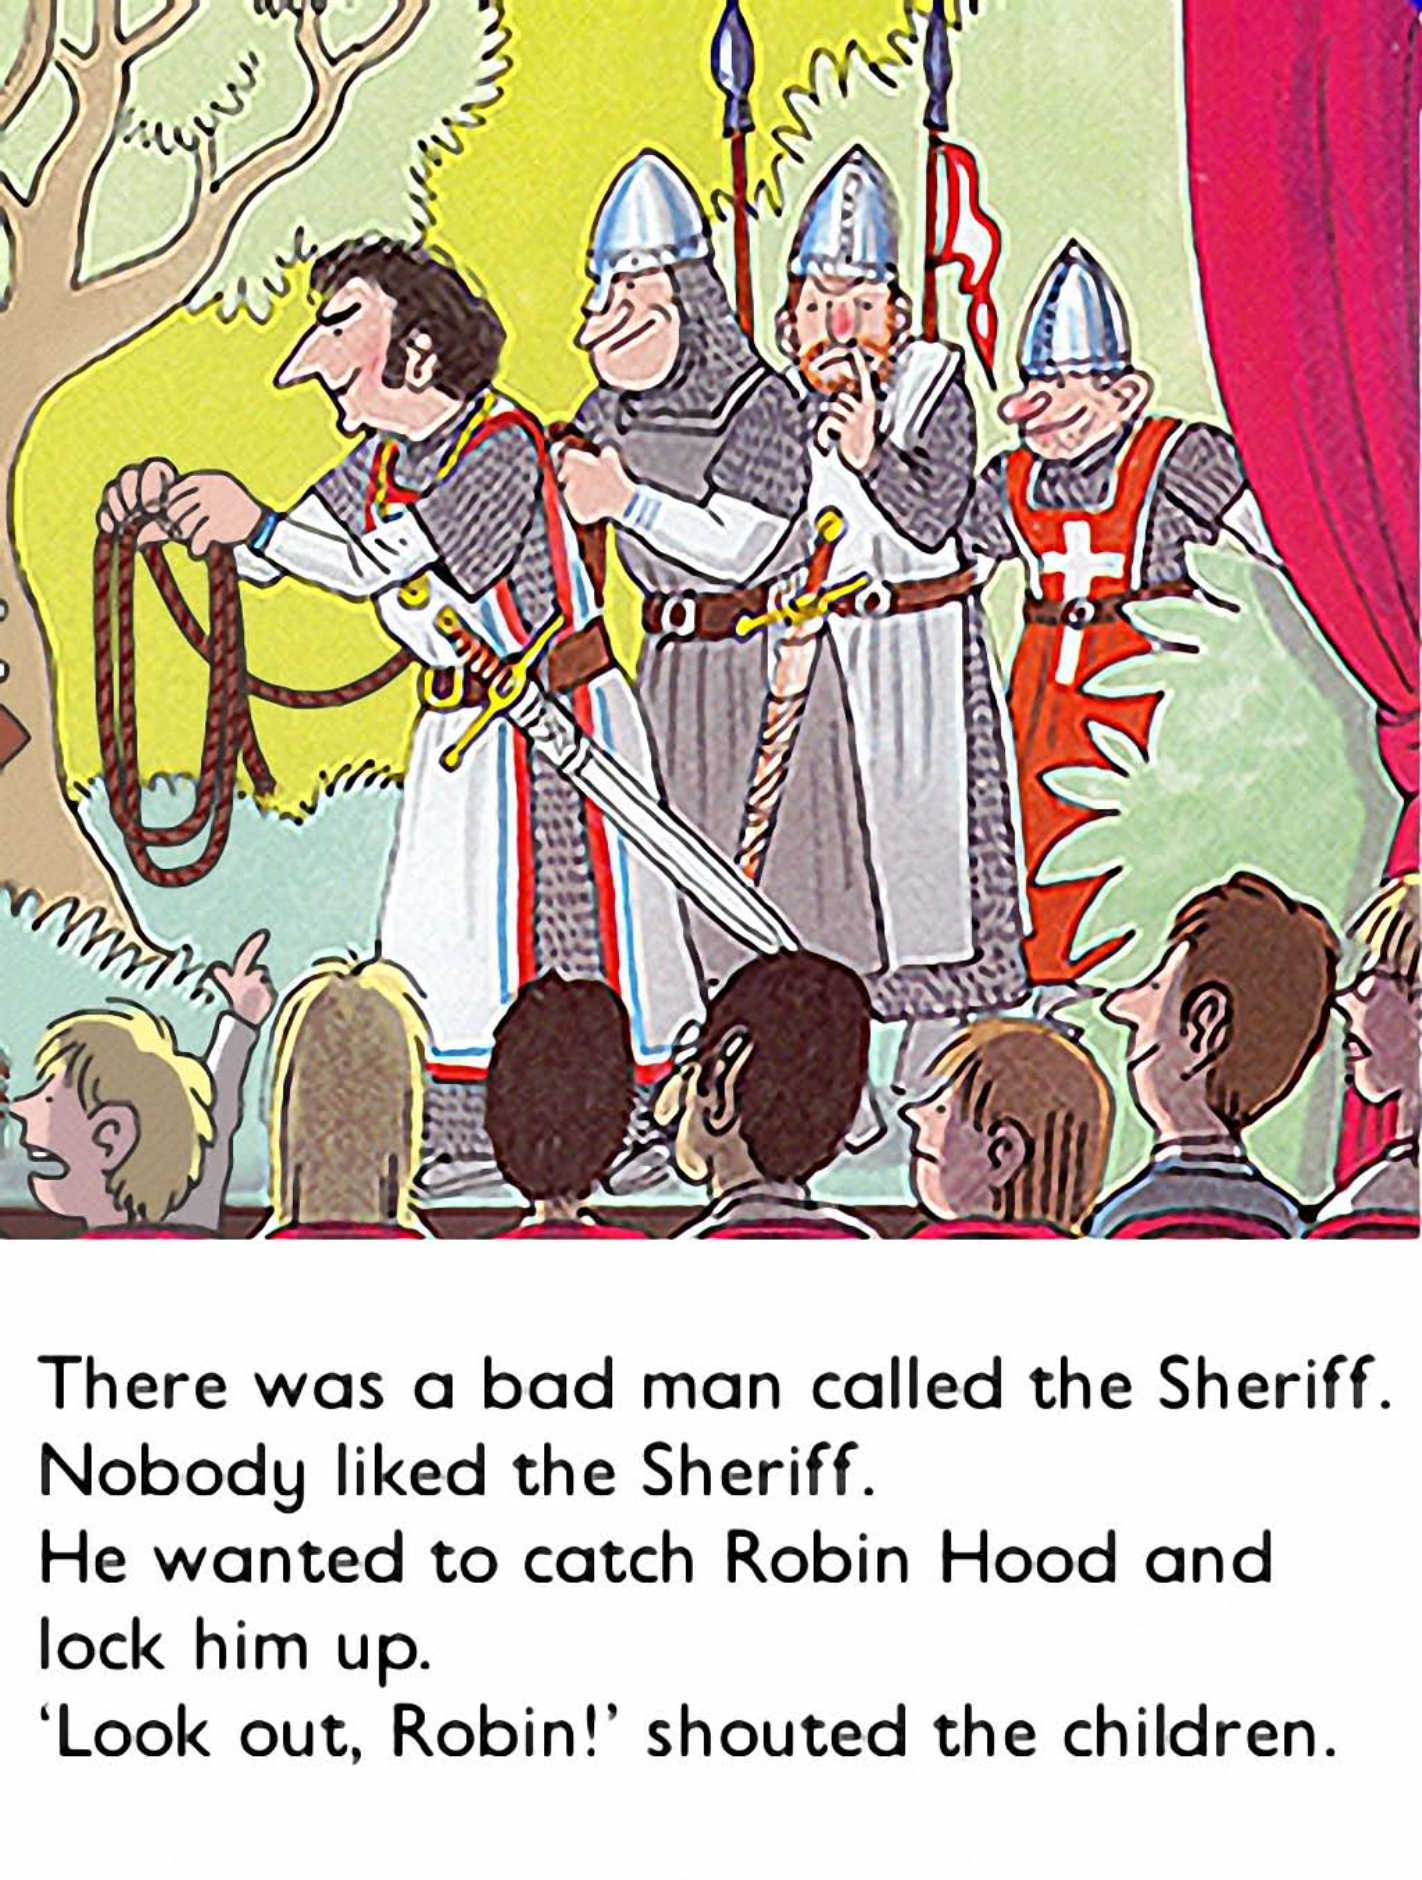 There was a bad man called the Sheriff.
Nobody liked the Sheriff.
He wanted to catch Robin Hood and
lock him up.
‘Look out, Robin!’ shouted the children.